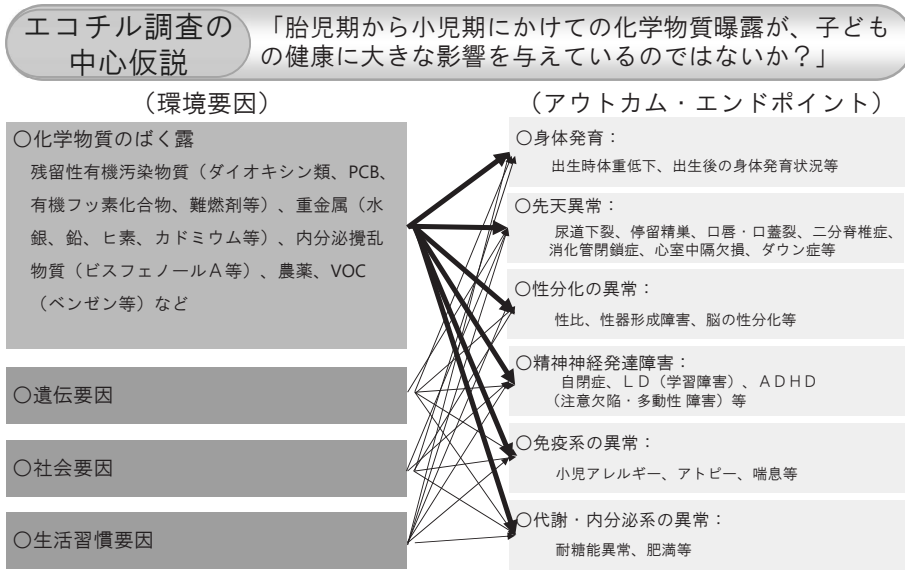 エコチル調査の
中心仮説
「胎児期から小児期にかけての化学物質曝露が、子ども
の健康に大きな影響を与えているのではないか？」
（環境要因）
○化学物質のばく露
残留性有機汚染物質（ダイオキシン類、PCB、
有機フッ素化合物、難燃剤等）、重金属（水
銀、鉛、ヒ素、カドミウム等）、内分泌攪乱
物質（ビスフェノールＡ等）、農薬、VOC
（ベンゼン等）など
○遺伝要因
○社会要因
○生活習慣要因
（アウトカム・エンドポイント）
○身体発育：
出生時体重低下、出生後の身体発育状況等
○先天異常：
尿道下裂、停留精巣、口唇・口蓋裂、二分脊椎症、
消化管閉鎖症、心室中隔欠損、ダウン症等
○性分化の異常：
性比、性器形成障害、脳の性分化等
○精神神経発達障害：
自閉症、ＬＤ（学習障害）、ＡＤＨＤ
（注意欠陥・多動性 障害）等
○免疫系の異常：
小児アレルギー、アトピー、喘息等
○代謝・内分泌系の異常：
耐糖能異常、肥満等